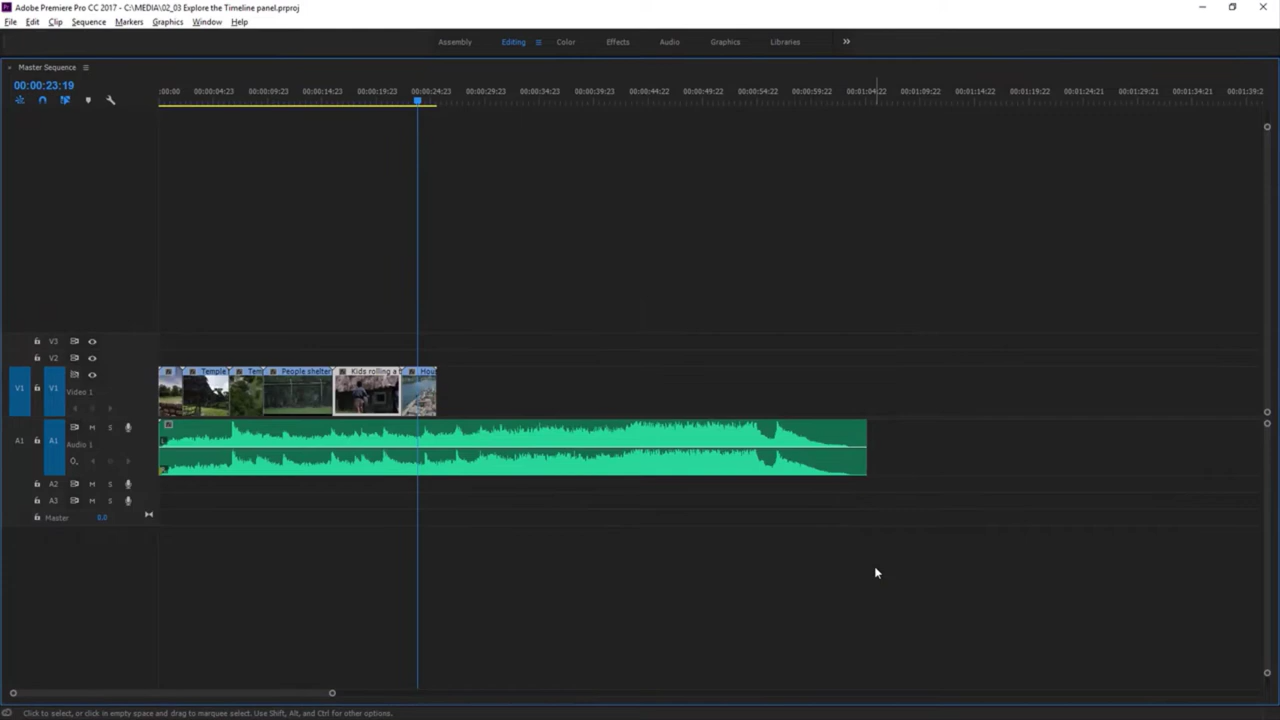 Adobe Premiere Pro CC 2017 - C:\MEDIA\02_03 Explore the Timeline panel.prproj
File Edit Clip Sequence Markers Graphics Window Help
Assembly Editing Color Effects Audio Graphics Libraries
Master Sequence
00:00:23:19
:00:00 00:00:04:23 00:00:09:23 00:00:14:23 00:00:19:23 00:00:24:23 00:00:29:23 00:00:34:23 00:00:39:23 00:00:44:22 00:00:49:22 00:00:54:22 00:00:59:22 00:01:04:22 00:01:09:22 00:01:14:22 00:01:19:22 00:01:24:21 00:01:29:21 00:01:34:21 00:01:39:2
V3
V2
Temple Tem People shelter Kids rolling a t Hou
V1 V1 Video 1
M S
A1 A1 Audio 1
A2 M S
A3 M S
Master 0.0
Click to select, or click in empty space and drag to marquee select. Use Shift, Alt, and Ctrl for other options.